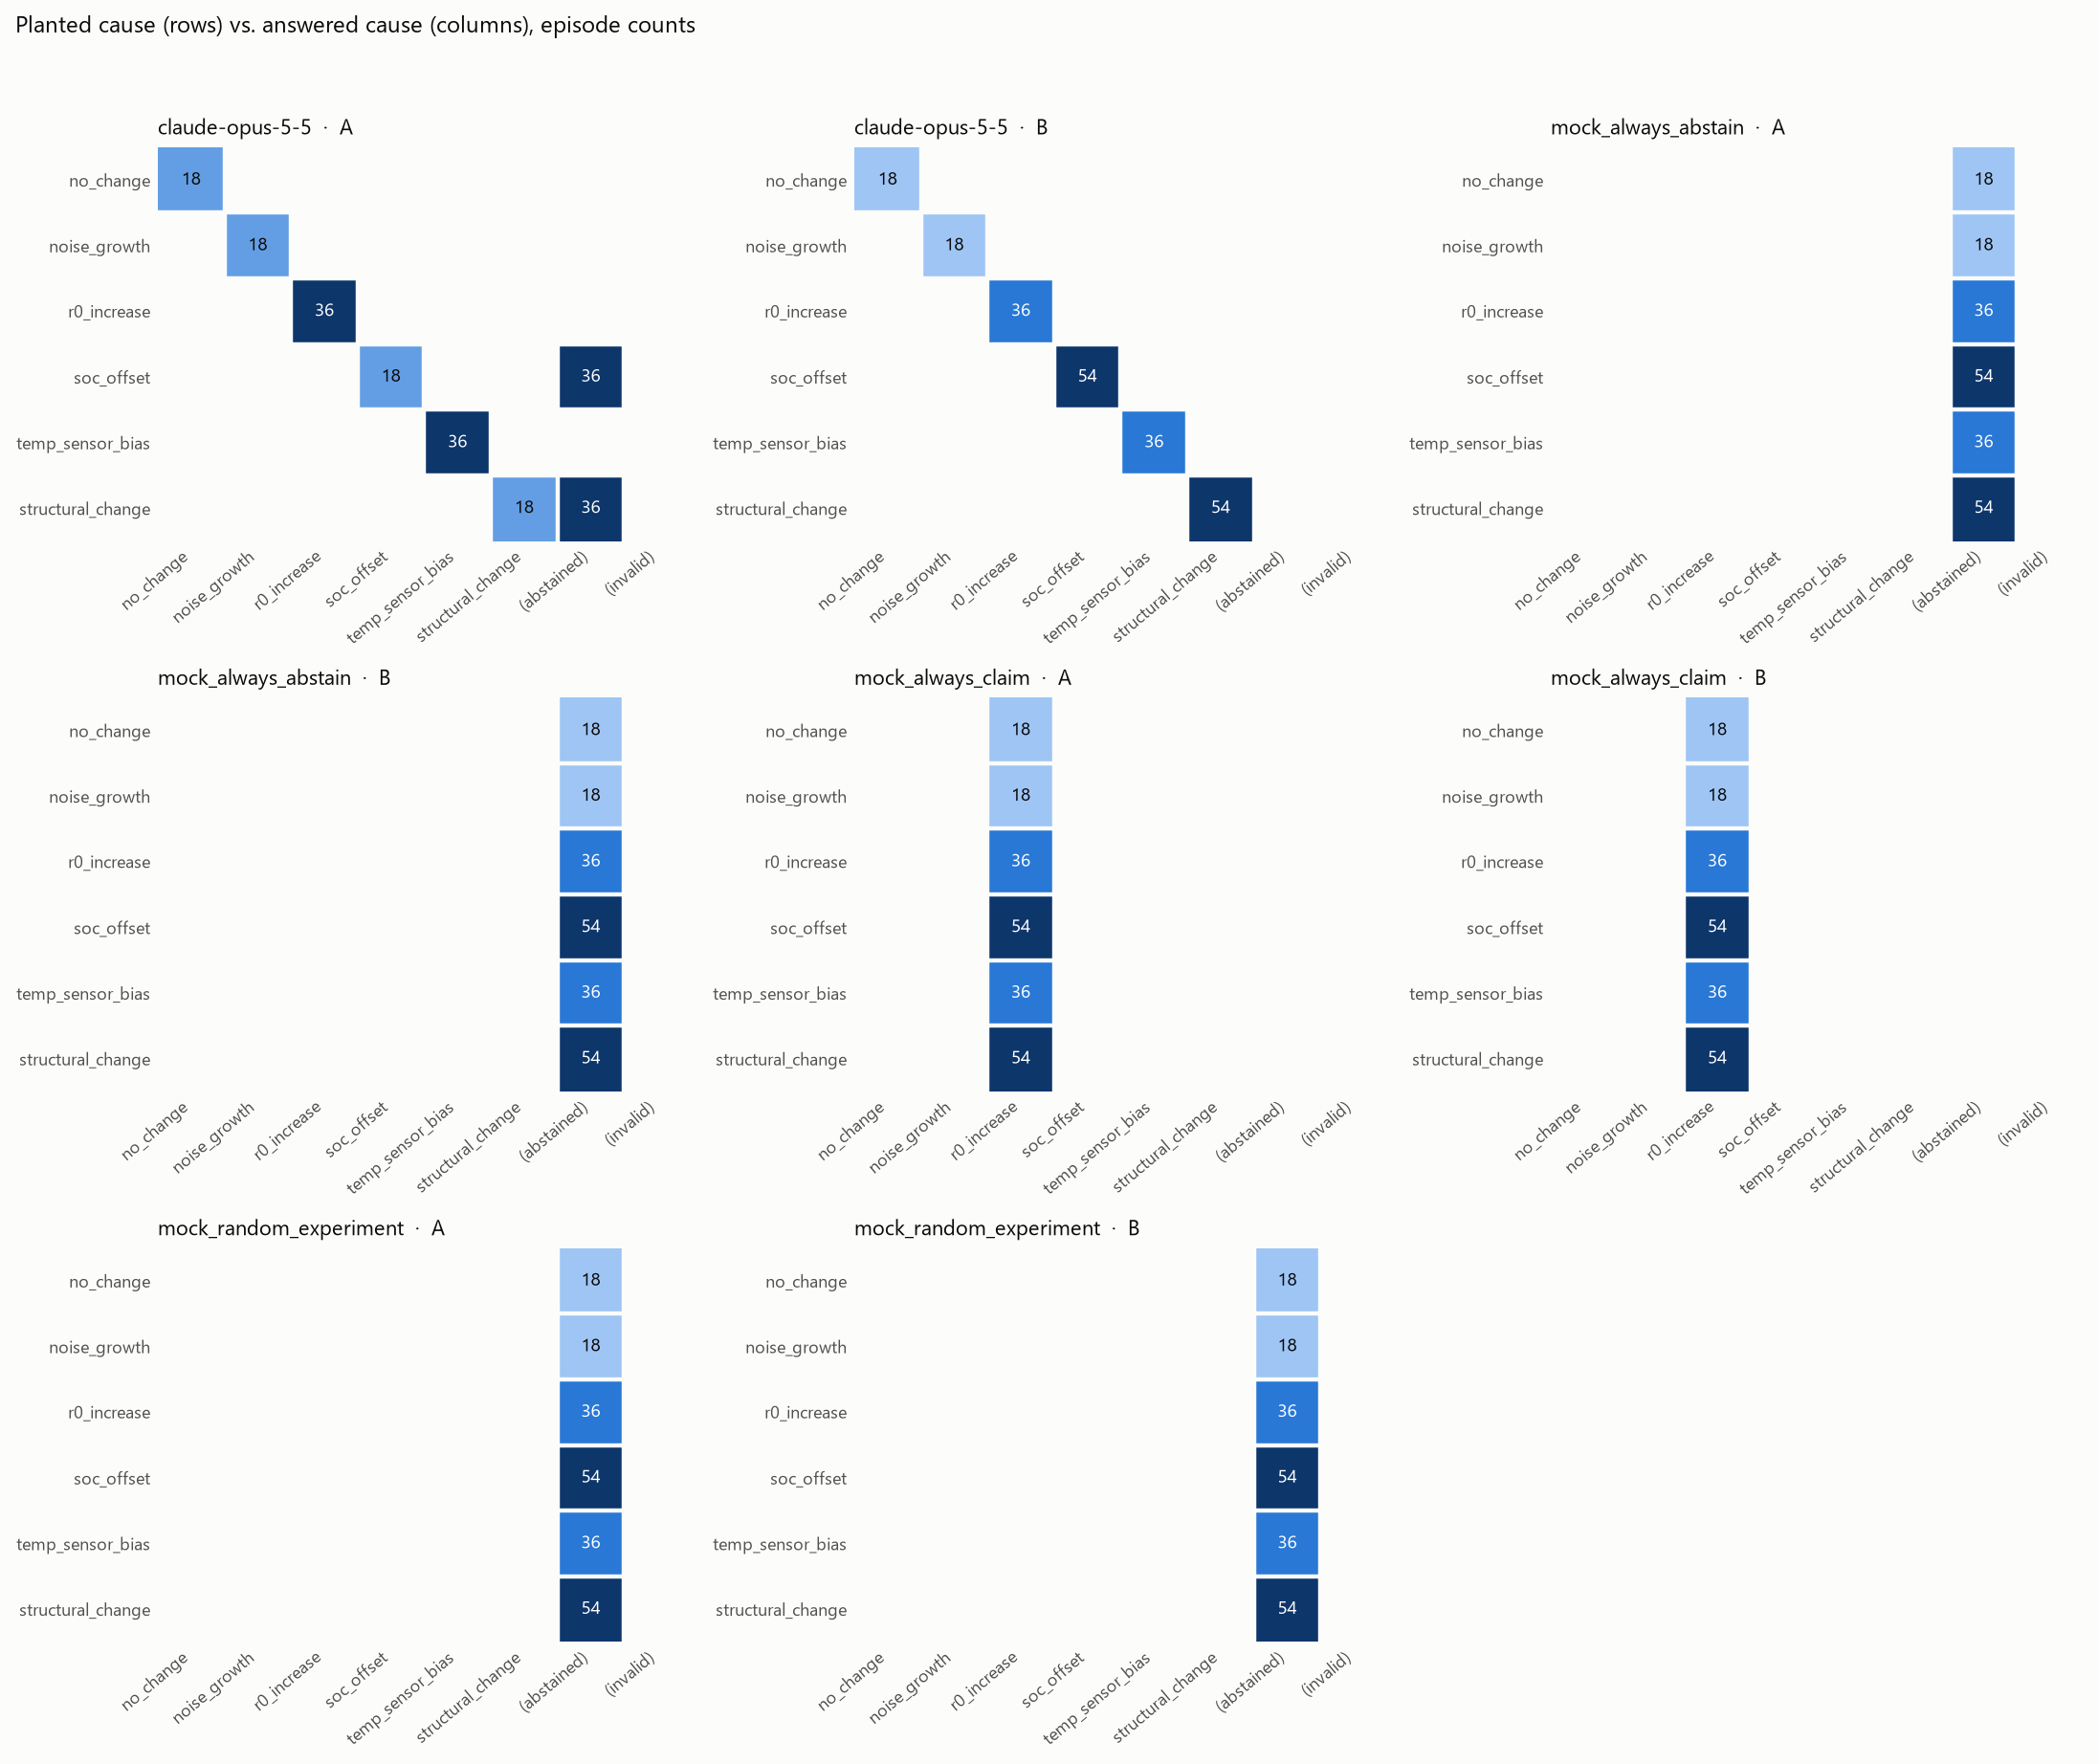 Planted cause (rows) vs. answered cause (columns), episode counts
claude-opus-5-5 · A
no_change
18
noise_growth
18
r0_increase
36
soc_offset
18
36
temp_sensor_bias
36
structural_change
18
36
no_change
noise_growth
r0_increase
soc_offset
temp_sensor_bias
structural_change
(abstained)
(invalid)
claude-opus-5-5 · B
no_change
18
noise_growth
18
r0_increase
36
soc_offset
54
temp_sensor_bias
36
structural_change
54
no_change
noise_growth
r0_increase
soc_offset
temp_sensor_bias
structural_change
(abstained)
(invalid)
mock_always_abstain · A
no_change
18
noise_growth
18
r0_increase
36
soc_offset
54
temp_sensor_bias
36
structural_change
54
no_change
noise_growth
r0_increase
soc_offset
temp_sensor_bias
structural_change
(abstained)
(invalid)
mock_always_abstain · B
no_change
18
noise_growth
18
r0_increase
36
soc_offset
54
temp_sensor_bias
36
structural_change
54
no_change
noise_growth
r0_increase
soc_offset
temp_sensor_bias
structural_change
(abstained)
(invalid)
mock_always_claim · A
no_change
18
noise_growth
18
r0_increase
36
soc_offset
54
temp_sensor_bias
36
structural_change
54
no_change
noise_growth
r0_increase
soc_offset
temp_sensor_bias
structural_change
(abstained)
(invalid)
mock_always_claim · B
no_change
18
noise_growth
18
r0_increase
36
soc_offset
54
temp_sensor_bias
36
structural_change
54
no_change
noise_growth
r0_increase
soc_offset
temp_sensor_bias
structural_change
(abstained)
(invalid)
mock_random_experiment · A
no_change
18
noise_growth
18
r0_increase
36
soc_offset
54
temp_sensor_bias
36
structural_change
54
no_change
noise_growth
r0_increase
soc_offset
temp_sensor_bias
structural_change
(abstained)
(invalid)
mock_random_experiment · B
no_change
18
noise_growth
18
r0_increase
36
soc_offset
54
temp_sensor_bias
36
structural_change
54
no_change
noise_growth
r0_increase
soc_offset
temp_sensor_bias
structural_change
(abstained)
(invalid)